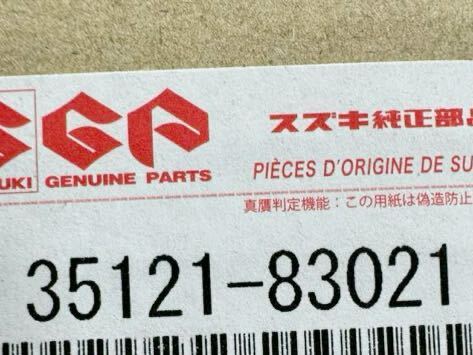 SGP スズキ純正部品
UKI GENUINE PARTS PIÈCES D'ORIGINE DE SU
真贋判定機能：この用紙は偽造防止
35121-83021